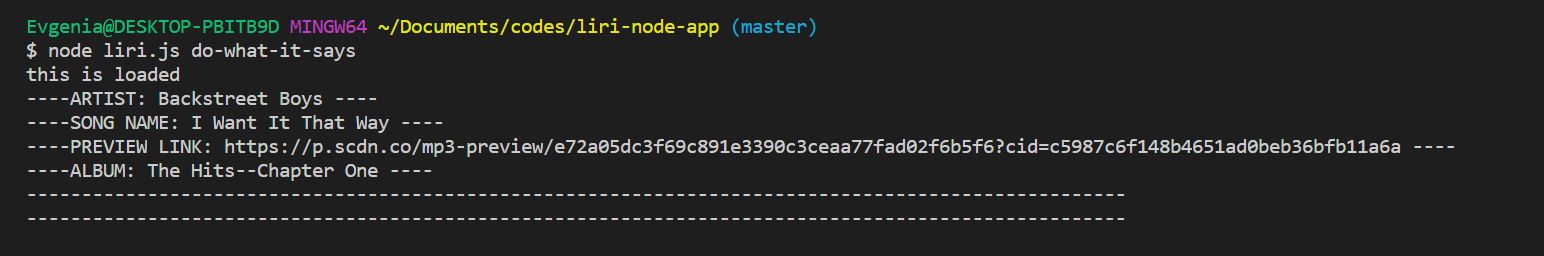 Evgenia@DESKTOP-PBITB9D MINGW64 ~/Documents/codes/liri-node-app (master)
$ node liri.js do-what-it-says
this is loaded
----ARTIST: Backstreet Boys ----
----SONG NAME: I Want It That Way ----
----PREVIEW LINK: https://p.scdn.co/mp3-preview/e72a05dc3f69c891e3390c3ceaa77fad02f6b5f6?cid=c5987c6f148b4651ad0beb36bfb11a6a ----
----ALBUM: The Hits--Chapter One ----
----------------------------------------------------------------------------------------------------
----------------------------------------------------------------------------------------------------